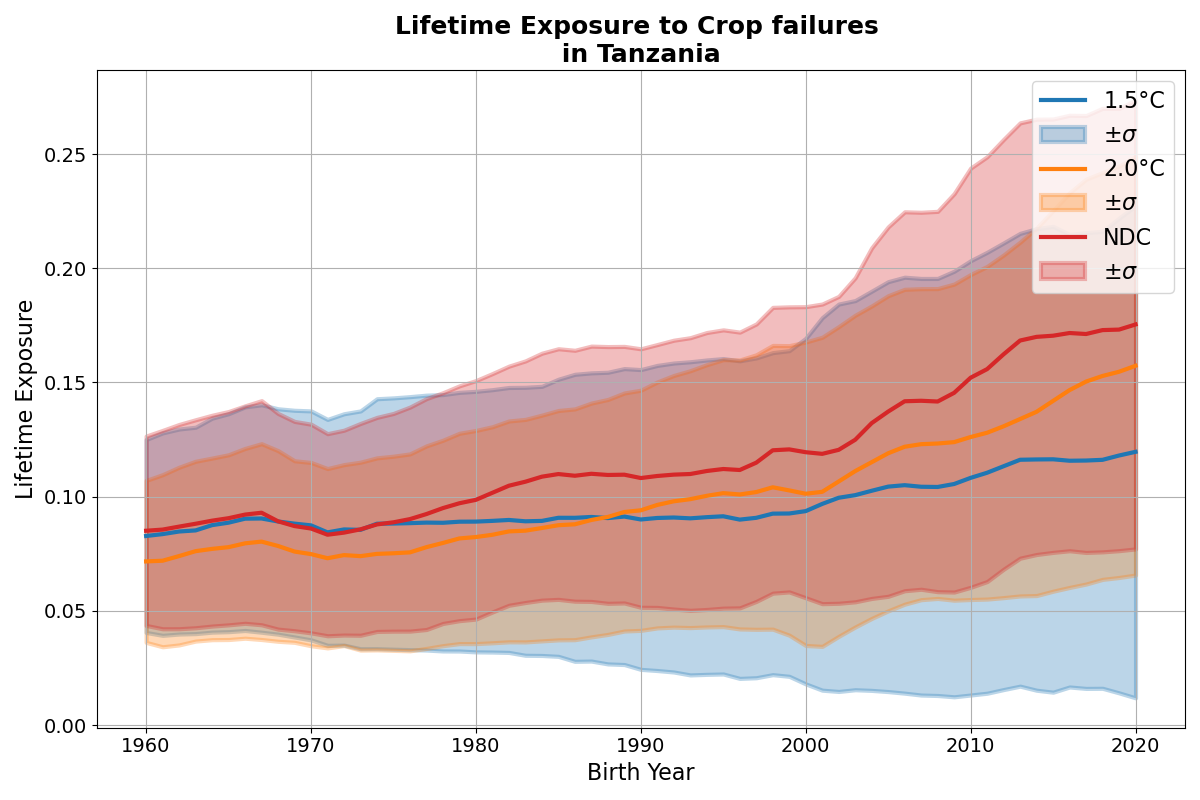 Lifetime Exposure to Crop failures
in Tanzania
1.5°C
±σ
2.0°C
±σ
NDC
±σ
Lifetime Exposure
0.25
0.20
0.15
0.10
0.05
0.00
1960 1970 1980 1990 2000 2010 2020
Birth Year